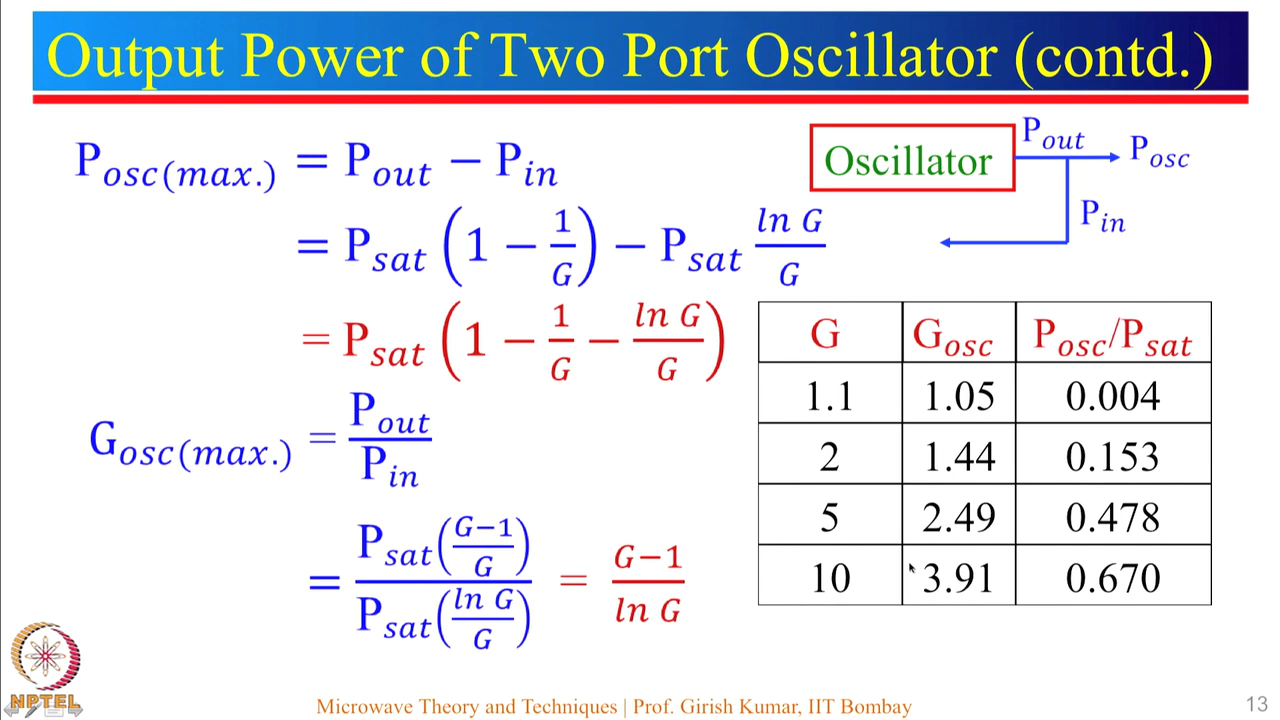 Output Power of Two Port Oscillator (contd.)
P_osc(max.) = P_out − P_in
= P_sat (1 − 1/G) − P_sat ln G/G
= P_sat (1 − 1/G − ln G/G)
G_osc(max.) = P_out/P_in
= P_sat((G−1)/G) / P_sat(ln G/G) = (G−1)/ln G
Oscillator P_out P_osc
P_in
G G_osc P_osc/P_sat
1.1 1.05 0.004
2 1.44 0.153
5 2.49 0.478
10 3.91 0.670
NPTEL
Microwave Theory and Techniques | Prof. Girish Kumar, IIT Bombay
13